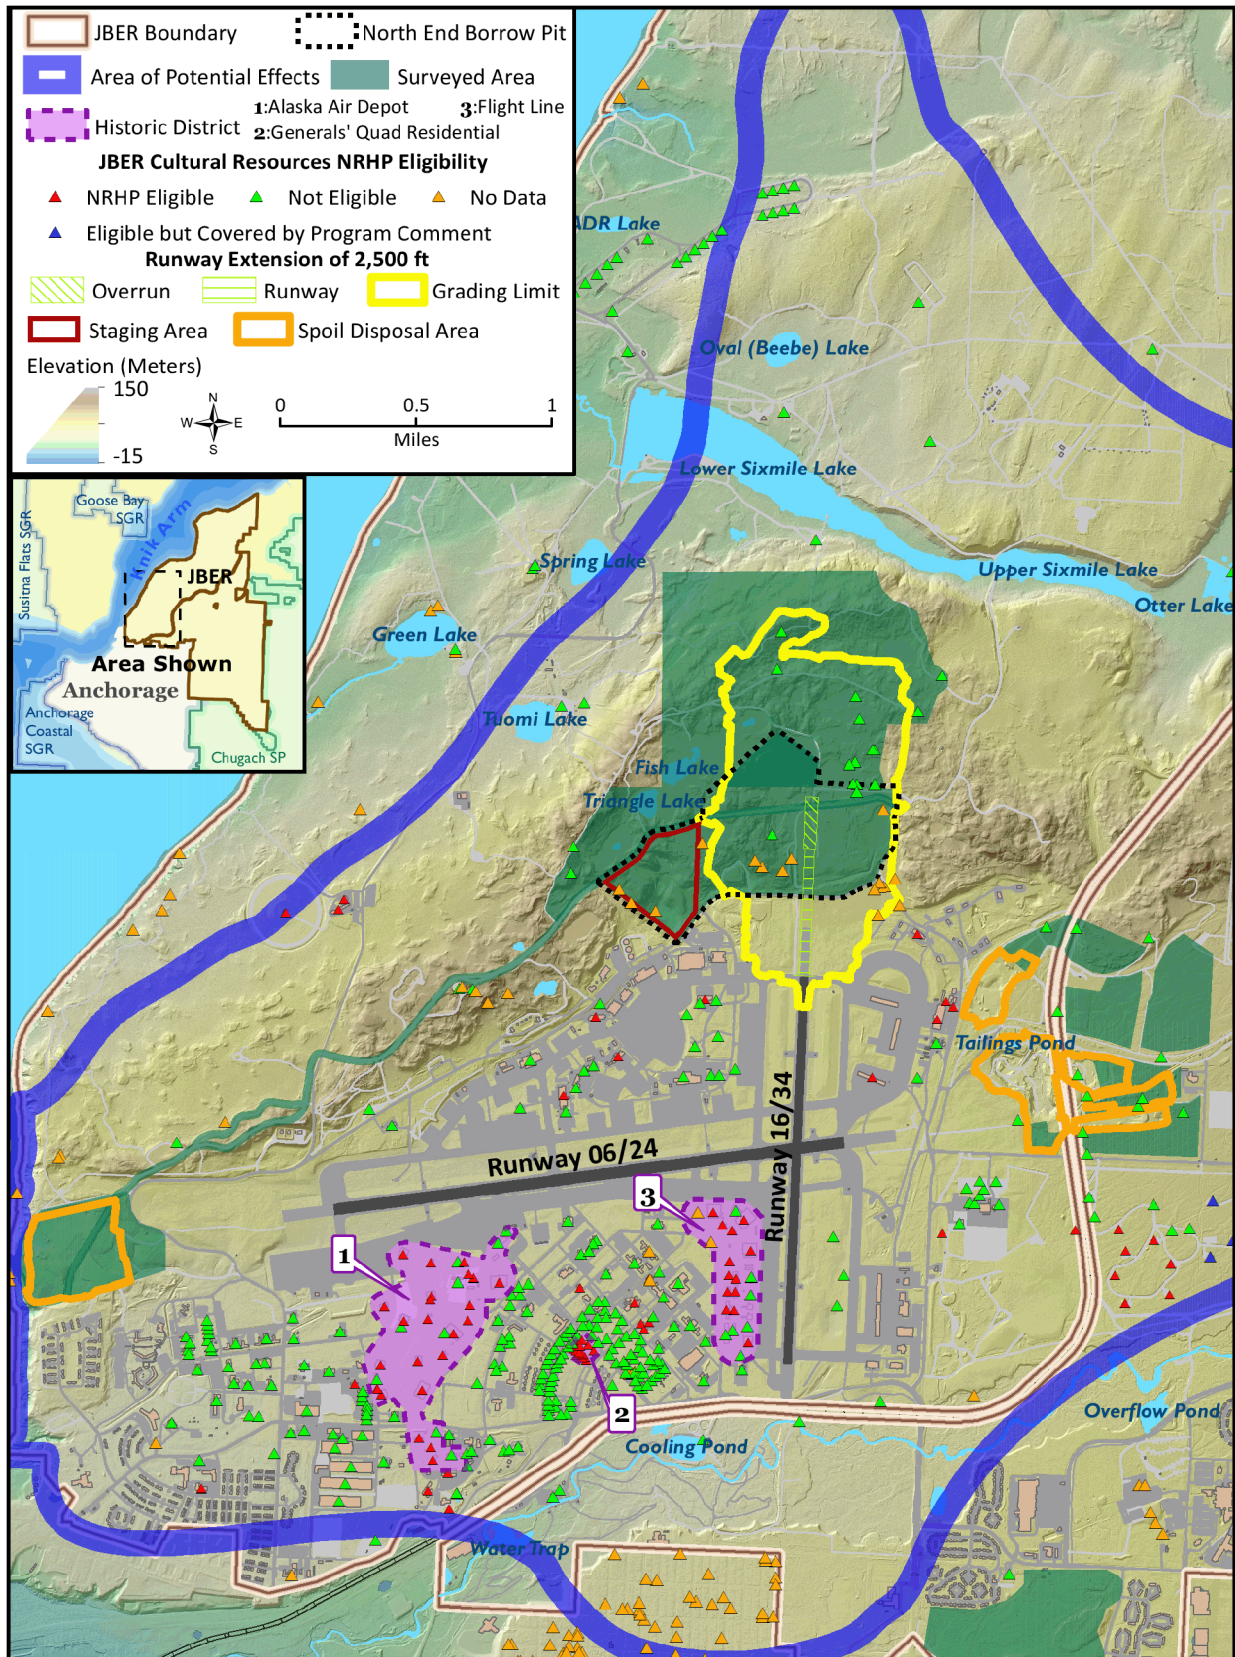 JBER Boundary
North End Borrow Pit
Area of Potential Effects
Surveyed Area
Historic District
1:Alaska Air Depot
3:Flight Line
2:Generals' Quad Residential
JBER Cultural Resources NRHP Eligibility
NRHP Eligible
Not Eligible
No Data
Eligible but Covered by Program Comment
Runway Extension of 2,500 ft
Overrun
Runway
Grading Limit
Staging Area
Spoil Disposal Area
Elevation (Meters)
150
-15
N
W
E
S
0
0.5
1
Miles
Goose Bay
SGR
Susitna Flats SGR
Knik Arm
JBER
Area Shown
Anchorage
Anchorage
Coastal
SGR
Chugach SP
ADR Lake
Oval (Beebe) Lake
Lower Sixmile Lake
Spring Lake
Upper Sixmile Lake
Otter Lake
Green Lake
Tuomi Lake
Fish Lake
Triangle Lake
Tailings Pond
Runway 16/34
Runway 06/24
3
1
2
Overflow Pond
Cooling Pond
Water Trap